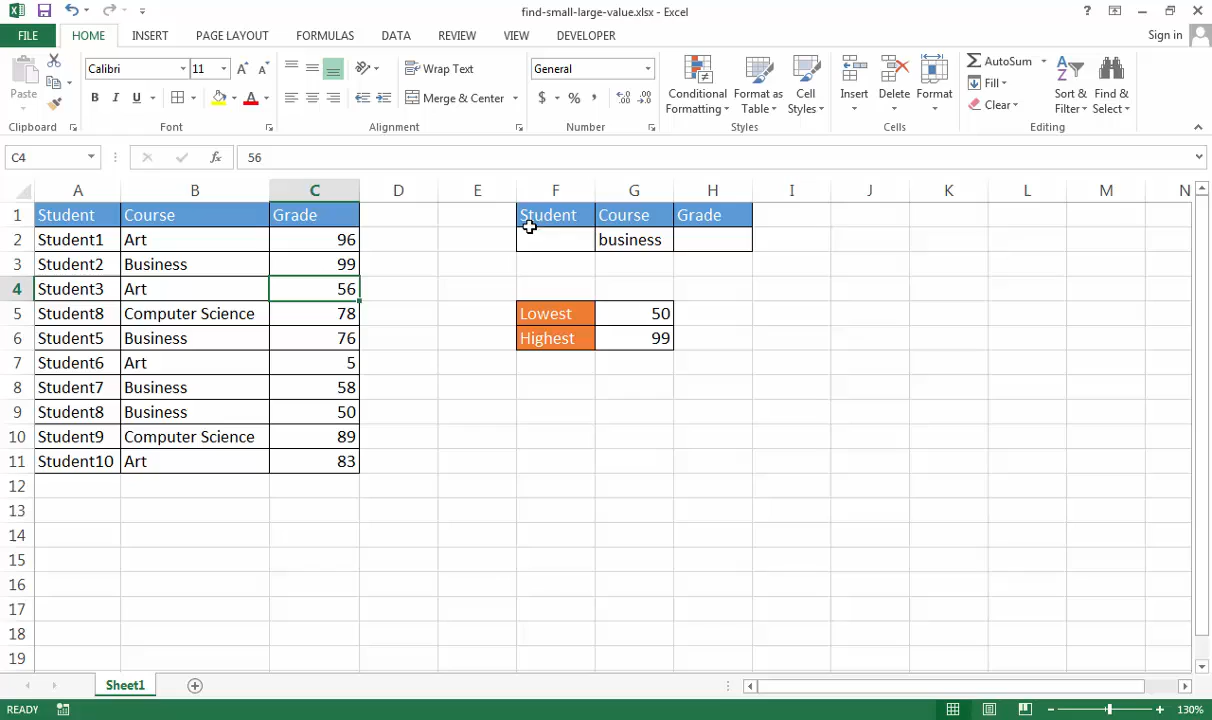 find-small-large-value.xlsx - Excel
?
FILE HOME INSERT PAGE LAYOUT FORMULAS DATA REVIEW VIEW DEVELOPER Sign in
Paste Calibri 11 A A Wrap Text General Conditional Formatting Format as Table Cell Styles Insert Delete Format AutoSum Fill Clear Sort & Filter Find & Select
B I U A Merge & Center $ % ,
Clipboard Font Alignment Number Styles Cells Editing
C4 fx 56
A B C D E F G H I J K L M N
1 Student Course Grade Student Course Grade
2 Student1 Art 96 business
3 Student2 Business 99
4 Student3 Art 56
5 Student8 Computer Science 78 Lowest 50
6 Student5 Business 76 Highest 99
7 Student6 Art 5
8 Student7 Business 58
9 Student8 Business 50
10 Student9 Computer Science 89
11 Student10 Art 83
12
13
14
15
16
17
18
19
Sheet1
READY 130%